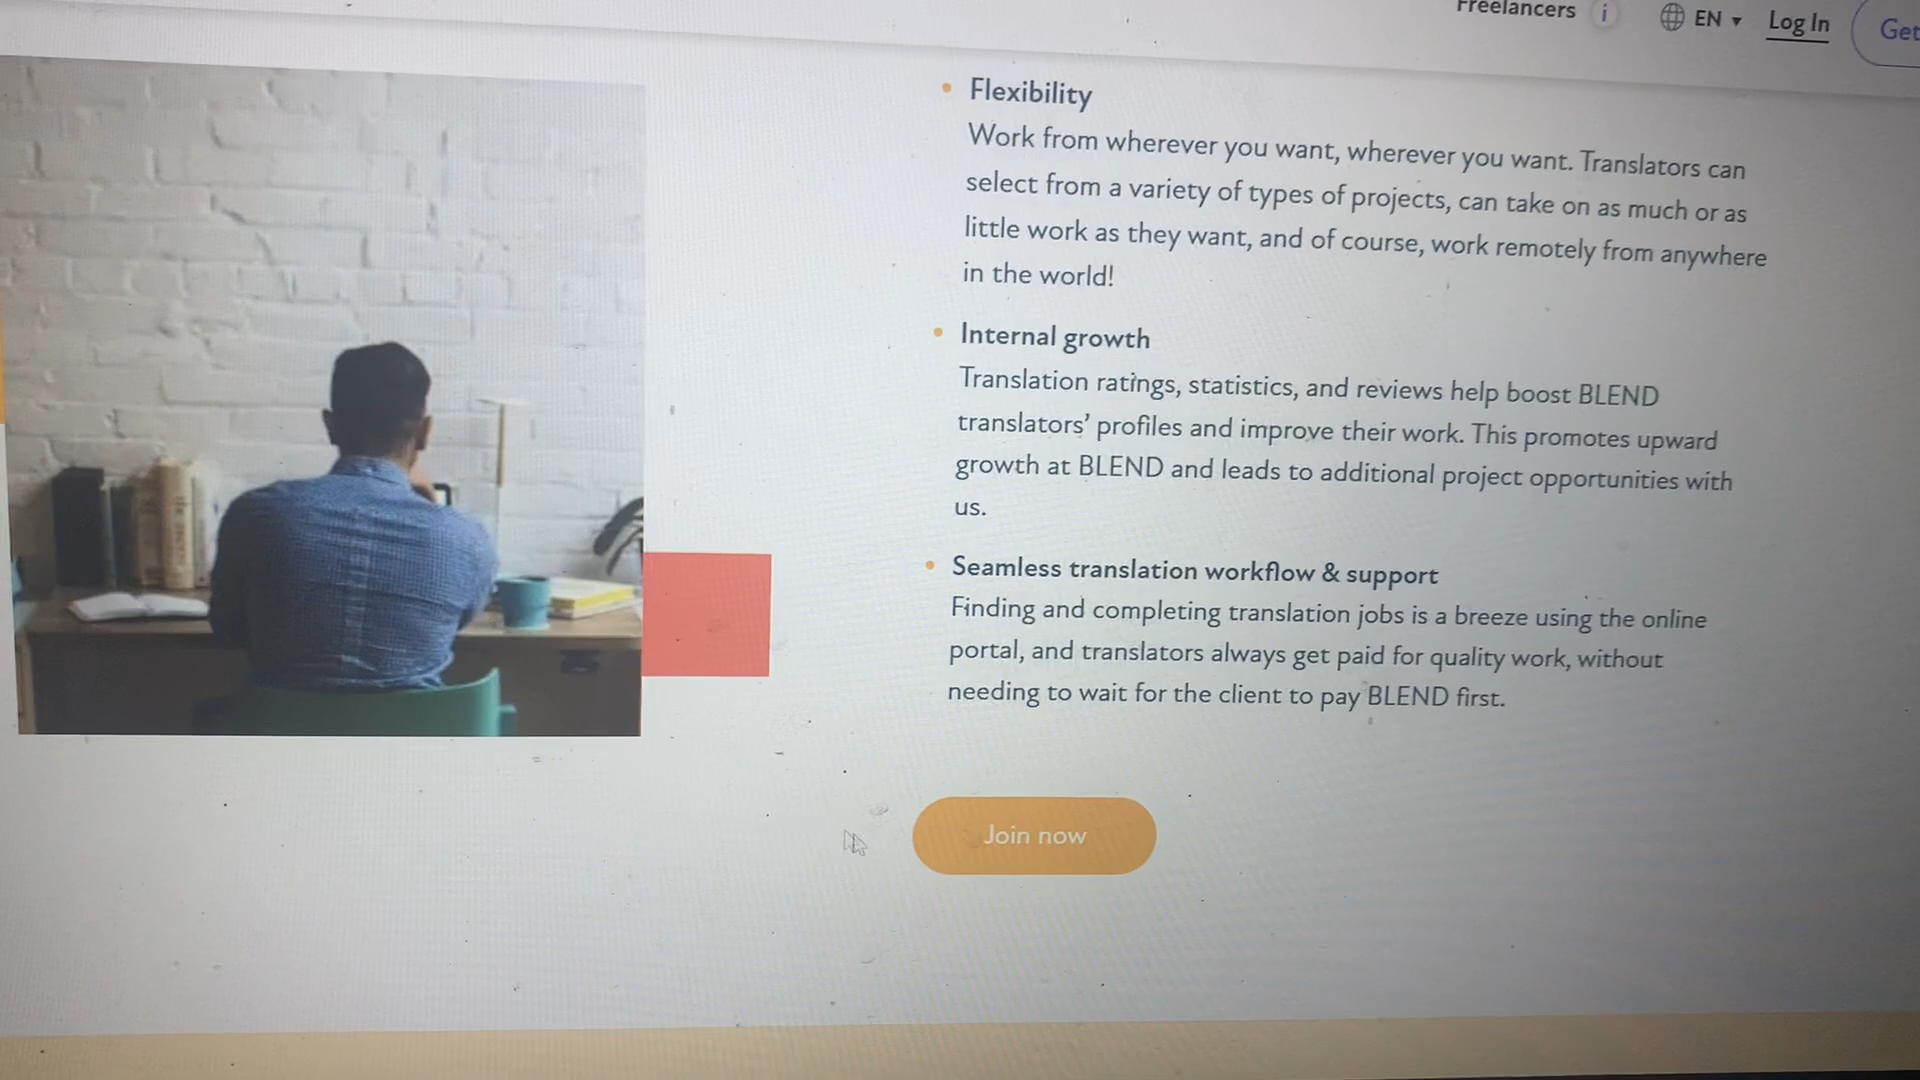 Freelancers
EN
Log In
Get
Flexibility
Work from wherever you want, wherever you want. Translators can
select from a variety of types of projects, can take on as much or as
little work as they want, and of course, work remotely from anywhere
in the world!
Internal growth
Translation ratings, statistics, and reviews help boost BLEND
translators’ profiles and improve their work. This promotes upward
growth at BLEND and leads to additional project opportunities with
us.
Seamless translation workflow & support
Finding and completing translation jobs is a breeze using the online
portal, and translators always get paid for quality work, without
needing to wait for the client to pay BLEND first.
Join now